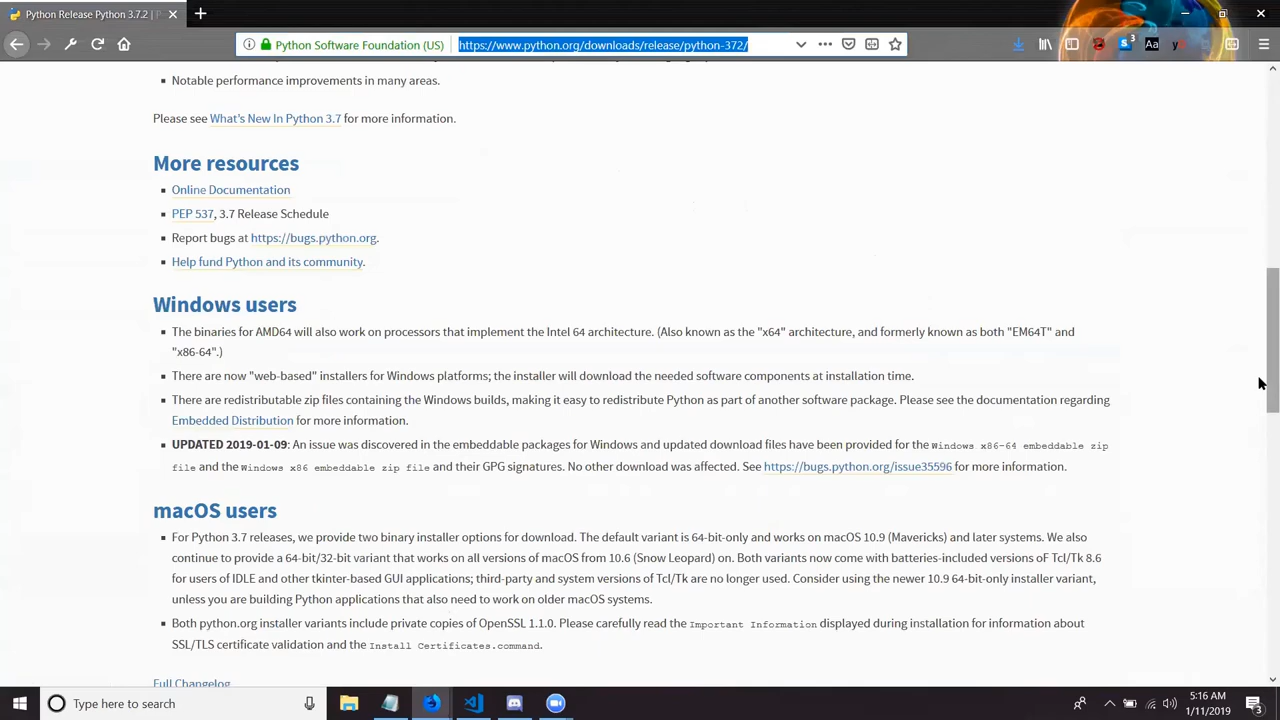 Python Release Python 3.7.2 | P
Python Software Foundation (US)
https://www.python.org/downloads/release/python-372/
3
Aa
Notable performance improvements in many areas.
Please see What's New In Python 3.7 for more information.
More resources
Online Documentation
PEP 537, 3.7 Release Schedule
Report bugs at https://bugs.python.org.
Help fund Python and its community.
Windows users
The binaries for AMD64 will also work on processors that implement the Intel 64 architecture. (Also known as the "x64" architecture, and formerly known as both "EM64T" and
"x86-64".)
There are now "web-based" installers for Windows platforms; the installer will download the needed software components at installation time.
There are redistributable zip files containing the Windows builds, making it easy to redistribute Python as part of another software package. Please see the documentation regarding
Embedded Distribution for more information.
UPDATED 2019-01-09: An issue was discovered in the embeddable packages for Windows and updated download files have been provided for the Windows x86-64 embeddable zip
file and the Windows x86 embeddable zip file and their GPG signatures. No other download was affected. See https://bugs.python.org/issue35596 for more information.
macOS users
For Python 3.7 releases, we provide two binary installer options for download. The default variant is 64-bit-only and works on macOS 10.9 (Mavericks) and later systems. We also
continue to provide a 64-bit/32-bit variant that works on all versions of macOS from 10.6 (Snow Leopard) on. Both variants now come with batteries-included versions oF Tcl/Tk 8.6
for users of IDLE and other tkinter-based GUI applications; third-party and system versions of Tcl/Tk are no longer used. Consider using the newer 10.9 64-bit-only installer variant,
unless you are building Python applications that also need to work on older macOS systems.
Both python.org installer variants include private copies of OpenSSL 1.1.0. Please carefully read the Important Information displayed during installation for information about
SSL/TLS certificate validation and the Install Certificates.command.
Full Changelog
Type here to search
5:16 AM
1/11/2019
3